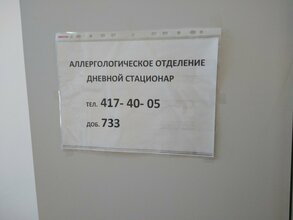 АЛЛЕРГОЛОГИЧЕСКОЕ ОТДЕЛЕНИЕ
ДНЕВНОЙ СТАЦИОНАР
ТЕЛ. 417- 40- 05
ДОБ. 733